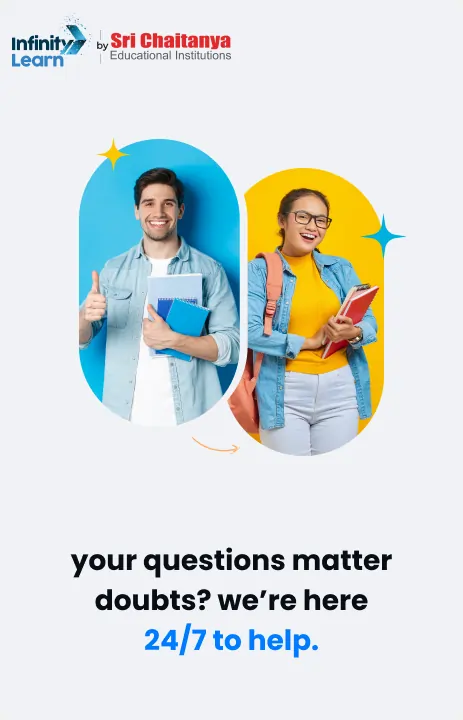 Infinity
Learn
by
Sri Chaitanya
Educational Institutions
your questions matter
doubts? we’re here
24/7 to help.